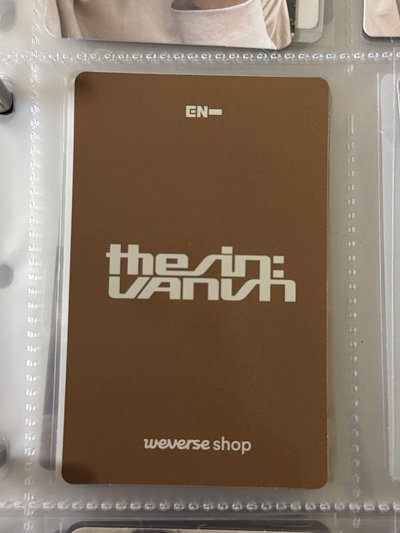 EN-
the sin:
VANISH
weverse shop